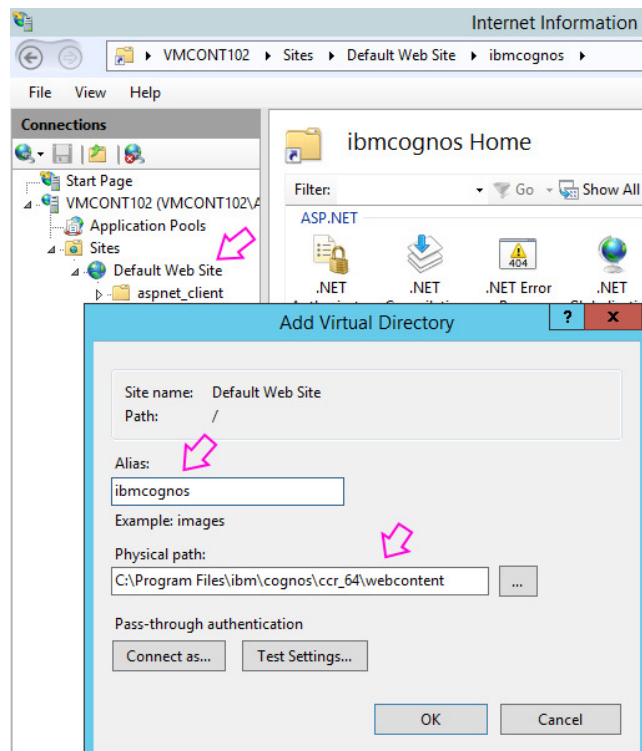 Internet Information
VMCONT102 Sites Default Web Site ibmcognos
File View Help
Connections
Start Page
VMCONT102 (VMCONT102\A
Application Pools
Sites
Default Web Site
aspnet_client
ibmcognos Home
Filter: Go Show All
ASP.NET
404
.NET .NET .NET Error .NET
Add Virtual Directory
? x
Site name: Default Web Site
Path: /
Alias:
ibmcognos
Example: images
Physical path:
C:\Program Files\ibm\cognos\ccr_64\webcontent
...
Pass-through authentication
Connect as... Test Settings...
OK Cancel